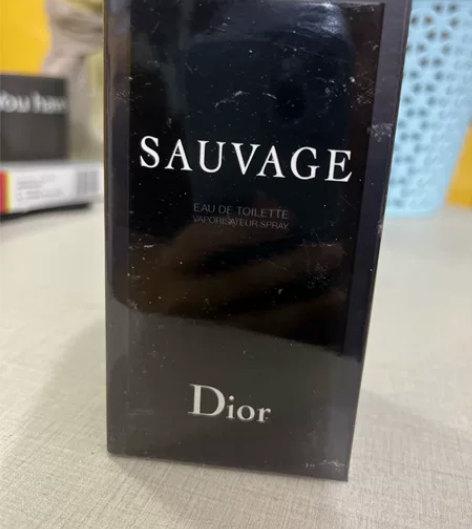 You hav
SAUVAGE
EAU DE TOILETTE
VAPORISATEUR SPRAY
Dior